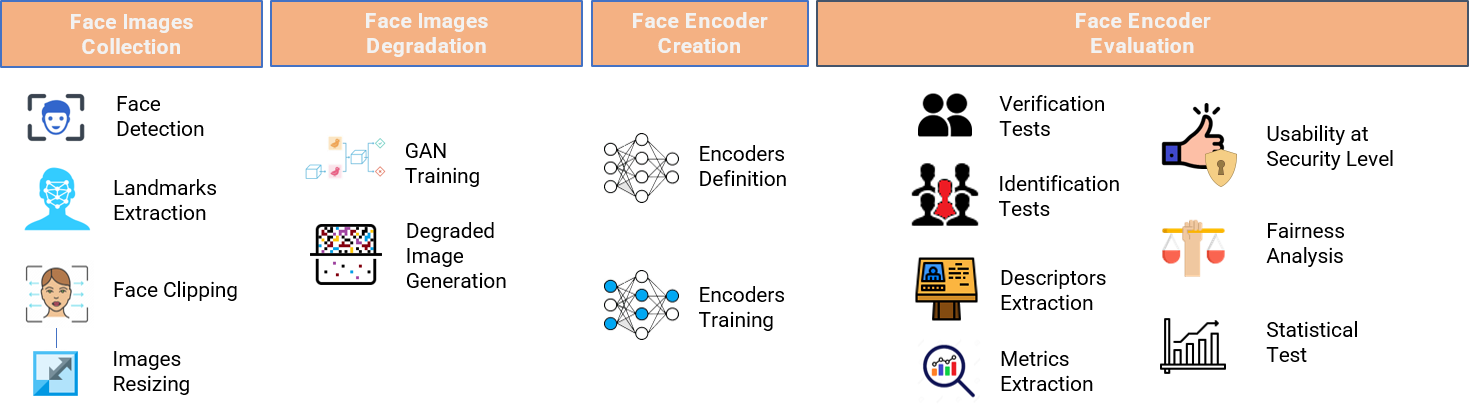 Face Images
Collection
Face Images
Degradation
Face Encoder
Creation
Face Encoder
Evaluation
Face
Detection
Landmarks
Extraction
Face Clipping
Images
Resizing
GAN
Training
Degraded
Image
Generation
Encoders
Definition
Encoders
Training
Verification
Tests
Identification
Tests
Descriptors
Extraction
Metrics
Extraction
Usability at
Security Level
Fairness
Analysis
Statistical
Test